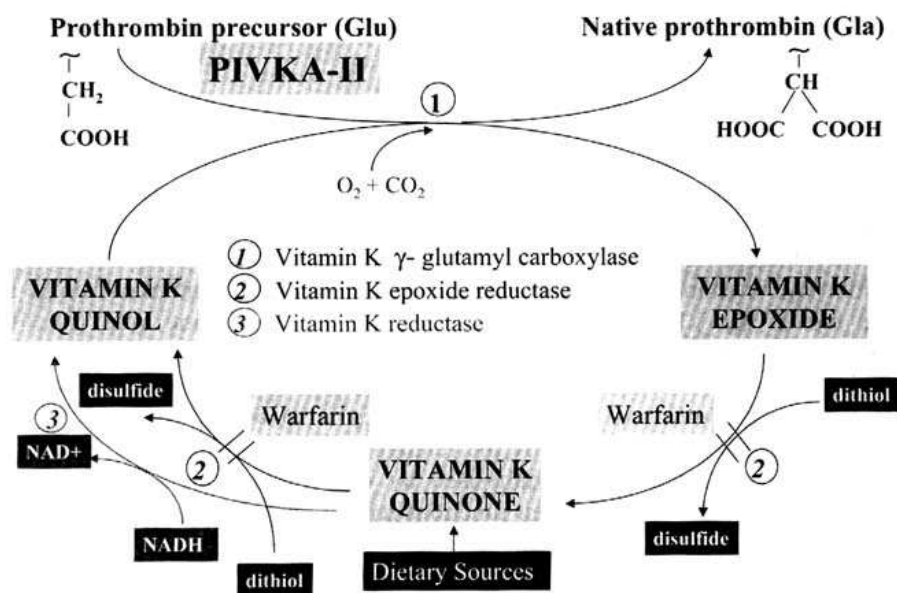 Prothrombin precursor (Glu)
Native prothrombin (Gla)
PIVKA-II
~
CH₂
COOH
1
~
CH
HOOC COOH
O₂ + CO₂
1 Vitamin K γ- glutamyl carboxylase
2 Vitamin K epoxide reductase
3 Vitamin K reductase
VITAMIN K
QUINOL
VITAMIN K
EPOXIDE
disulfide
Warfarin
Warfarin
dithiol
3
NAD+
2
VITAMIN K
QUINONE
2
NADH
dithiol
Dietary Sources
disulfide